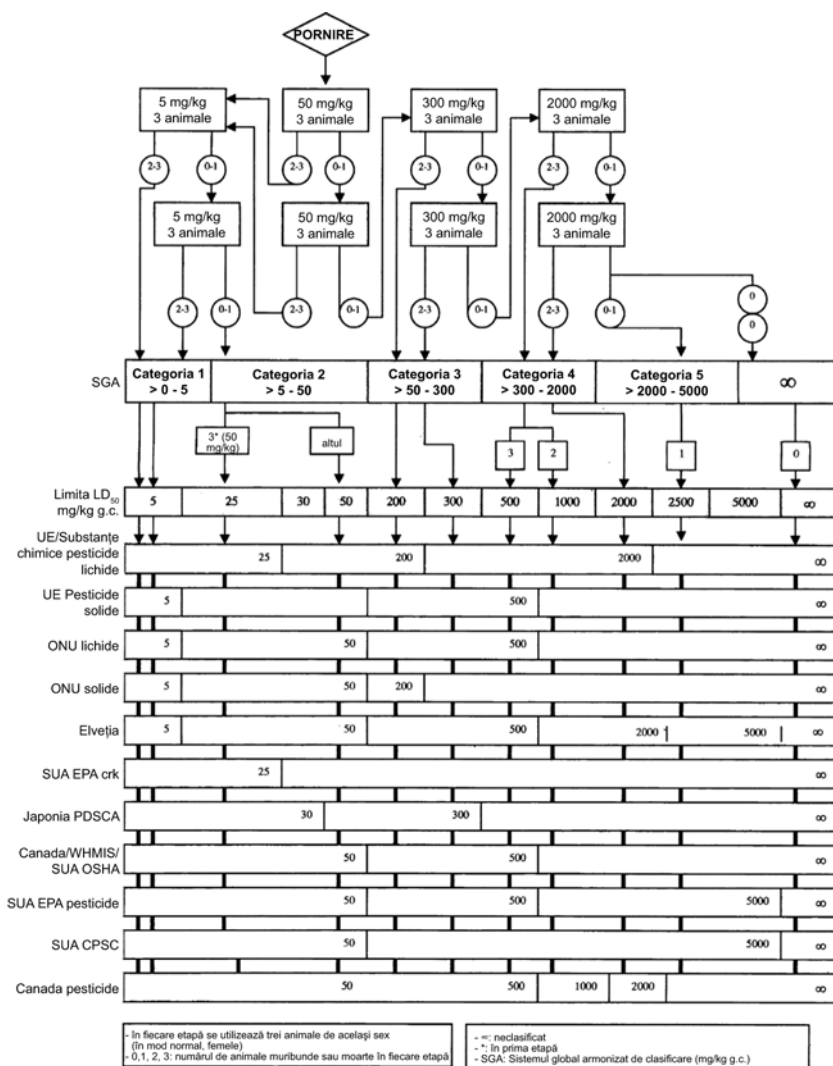 PORNIRE
5 mg/kg
3 animale
50 mg/kg
3 animale
300 mg/kg
3 animale
2000 mg/kg
3 animale
2-3 0-1 2-3 0-1 2-3 0-1 2-3 0-1
5 mg/kg
3 animale
50 mg/kg
3 animale
300 mg/kg
3 animale
2000 mg/kg
3 animale
2-3 0-1 2-3 0-1 2-3 0-1 2-3 0-1 0
0
SGA
Categoria 1
> 0 - 5
Categoria 2
> 5 - 50
Categoria 3
> 50 - 300
Categoria 4
> 300 - 2000
Categoria 5
> 2000 - 5000
∞
3* (50
mg/kg)
altul
3 2 1 0
Limita LD50
mg/kg g.c.
5 25 30 50 200 300 500 1000 2000 2500 5000 ∞
UE/Substanțe
chimice pesticide
lichide
25 200 2000 ∞
UE Pesticide
solide
5 500 ∞
ONU lichide
5 50 500 ∞
ONU solide
5 50 200 ∞
Elveția
5 50 500 2000 5000 ∞
SUA EPA crk
25 ∞
Japonia PDSCA
30 300 ∞
Canada/WHMIS/
SUA OSHA
50 500 ∞
SUA EPA pesticide
50 500 5000 ∞
SUA CPSC
50 5000 ∞
Canada pesticide
50 500 1000 2000 ∞
- în fiecare etapă se utilizează trei animale de același sex
(în mod normal, femele)
- 0,1, 2, 3: numărul de animale muribunde sau moarte în fiecare etapă
- ∞: neclasificat
- *: în prima etapă
- SGA: Sistemul global armonizat de clasificare (mg/kg g.c.)